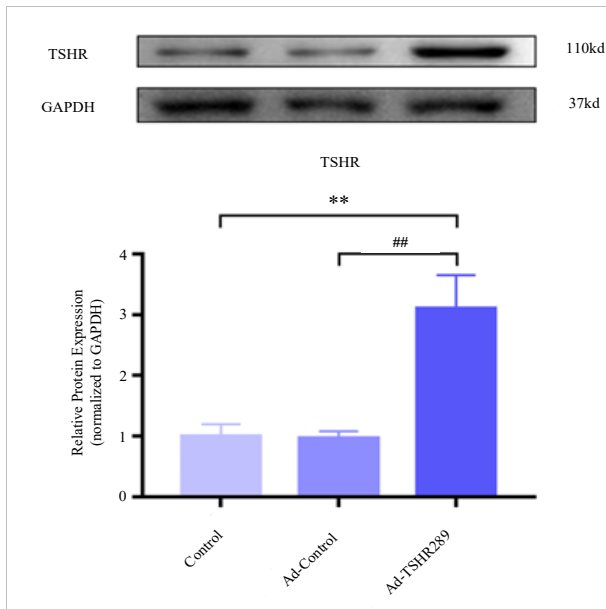 TSHR 110kd
GAPDH 37kd
TSHR
**
##
Relative Protein Expression
(normalized to GAPDH)
4
3
2
1
0
Control
Ad-Control
Ad-TSHR289